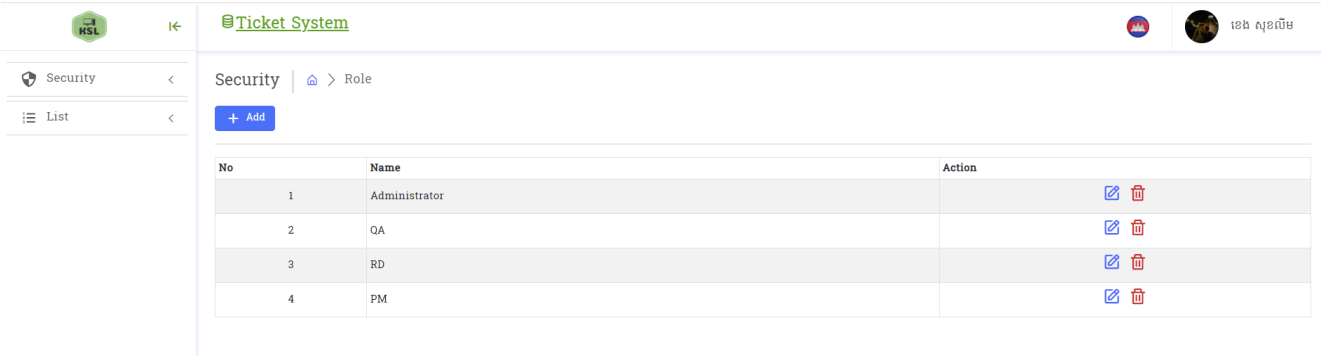 KSL
Ticket System
ខេង សុខលីម
Security
List
Security
Role
Add
No Name Action
1 Administrator
2 QA
3 RD
4 PM